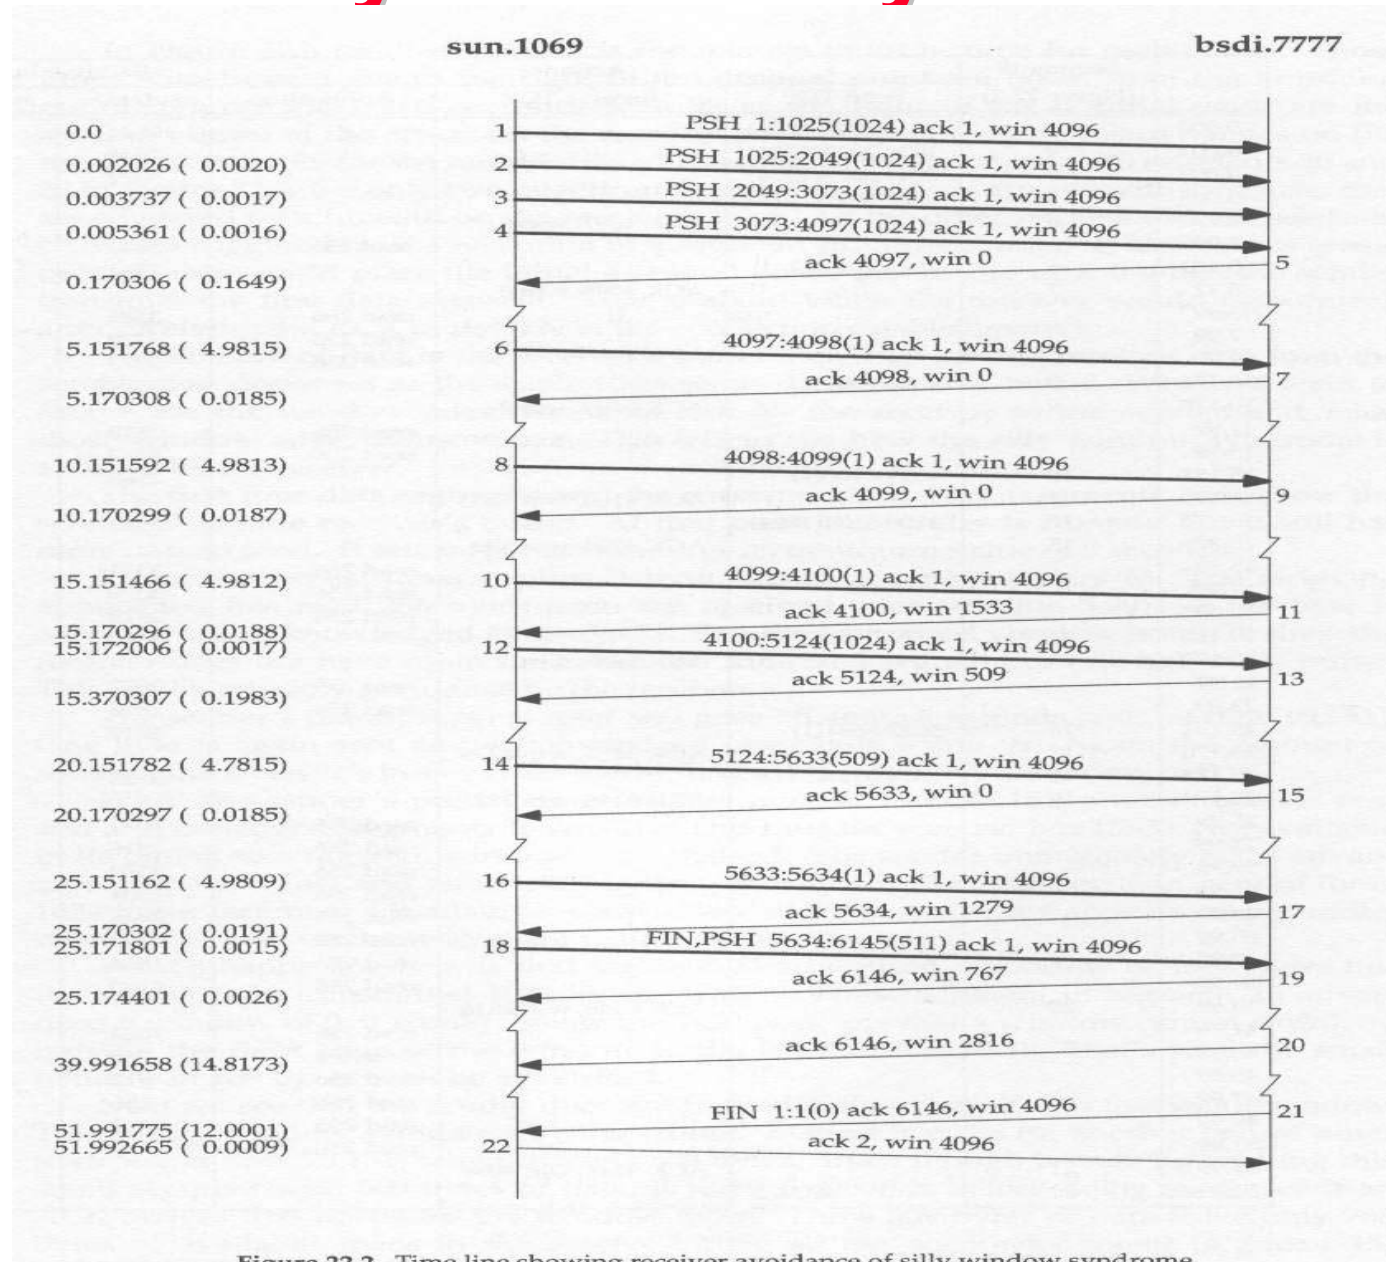 sun.1069 bsdi.7777
0.0 1 PSH 1:1025(1024) ack 1, win 4096
0.002026 ( 0.0020) 2 PSH 1025:2049(1024) ack 1, win 4096
0.003737 ( 0.0017) 3 PSH 2049:3073(1024) ack 1, win 4096
0.005361 ( 0.0016) 4 PSH 3073:4097(1024) ack 1, win 4096
ack 4097, win 0 5
0.170306 ( 0.1649)
5.151768 ( 4.9815) 6 4097:4098(1) ack 1, win 4096
ack 4098, win 0 7
5.170308 ( 0.0185)
10.151592 ( 4.9813) 8 4098:4099(1) ack 1, win 4096
ack 4099, win 0 9
10.170299 ( 0.0187)
15.151466 ( 4.9812) 10 4099:4100(1) ack 1, win 4096
ack 4100, win 1533 11
15.170296 ( 0.0188)
15.172006 ( 0.0017) 12 4100:5124(1024) ack 1, win 4096
ack 5124, win 509 13
15.370307 ( 0.1983)
20.151782 ( 4.7815) 14 5124:5633(509) ack 1, win 4096
ack 5633, win 0 15
20.170297 ( 0.0185)
25.151162 ( 4.9809) 16 5633:5634(1) ack 1, win 4096
ack 5634, win 1279 17
25.170302 ( 0.0191)
25.171801 ( 0.0015) 18 FIN,PSH 5634:6145(511) ack 1, win 4096
ack 6146, win 767 19
25.174401 ( 0.0026)
ack 6146, win 2816 20
39.991658 (14.8173)
FIN 1:1(0) ack 6146, win 4096 21
51.991775 (12.0001)
51.992665 ( 0.0009) 22 ack 2, win 4096
Time line showing receiver avoidance of silly window syndrome